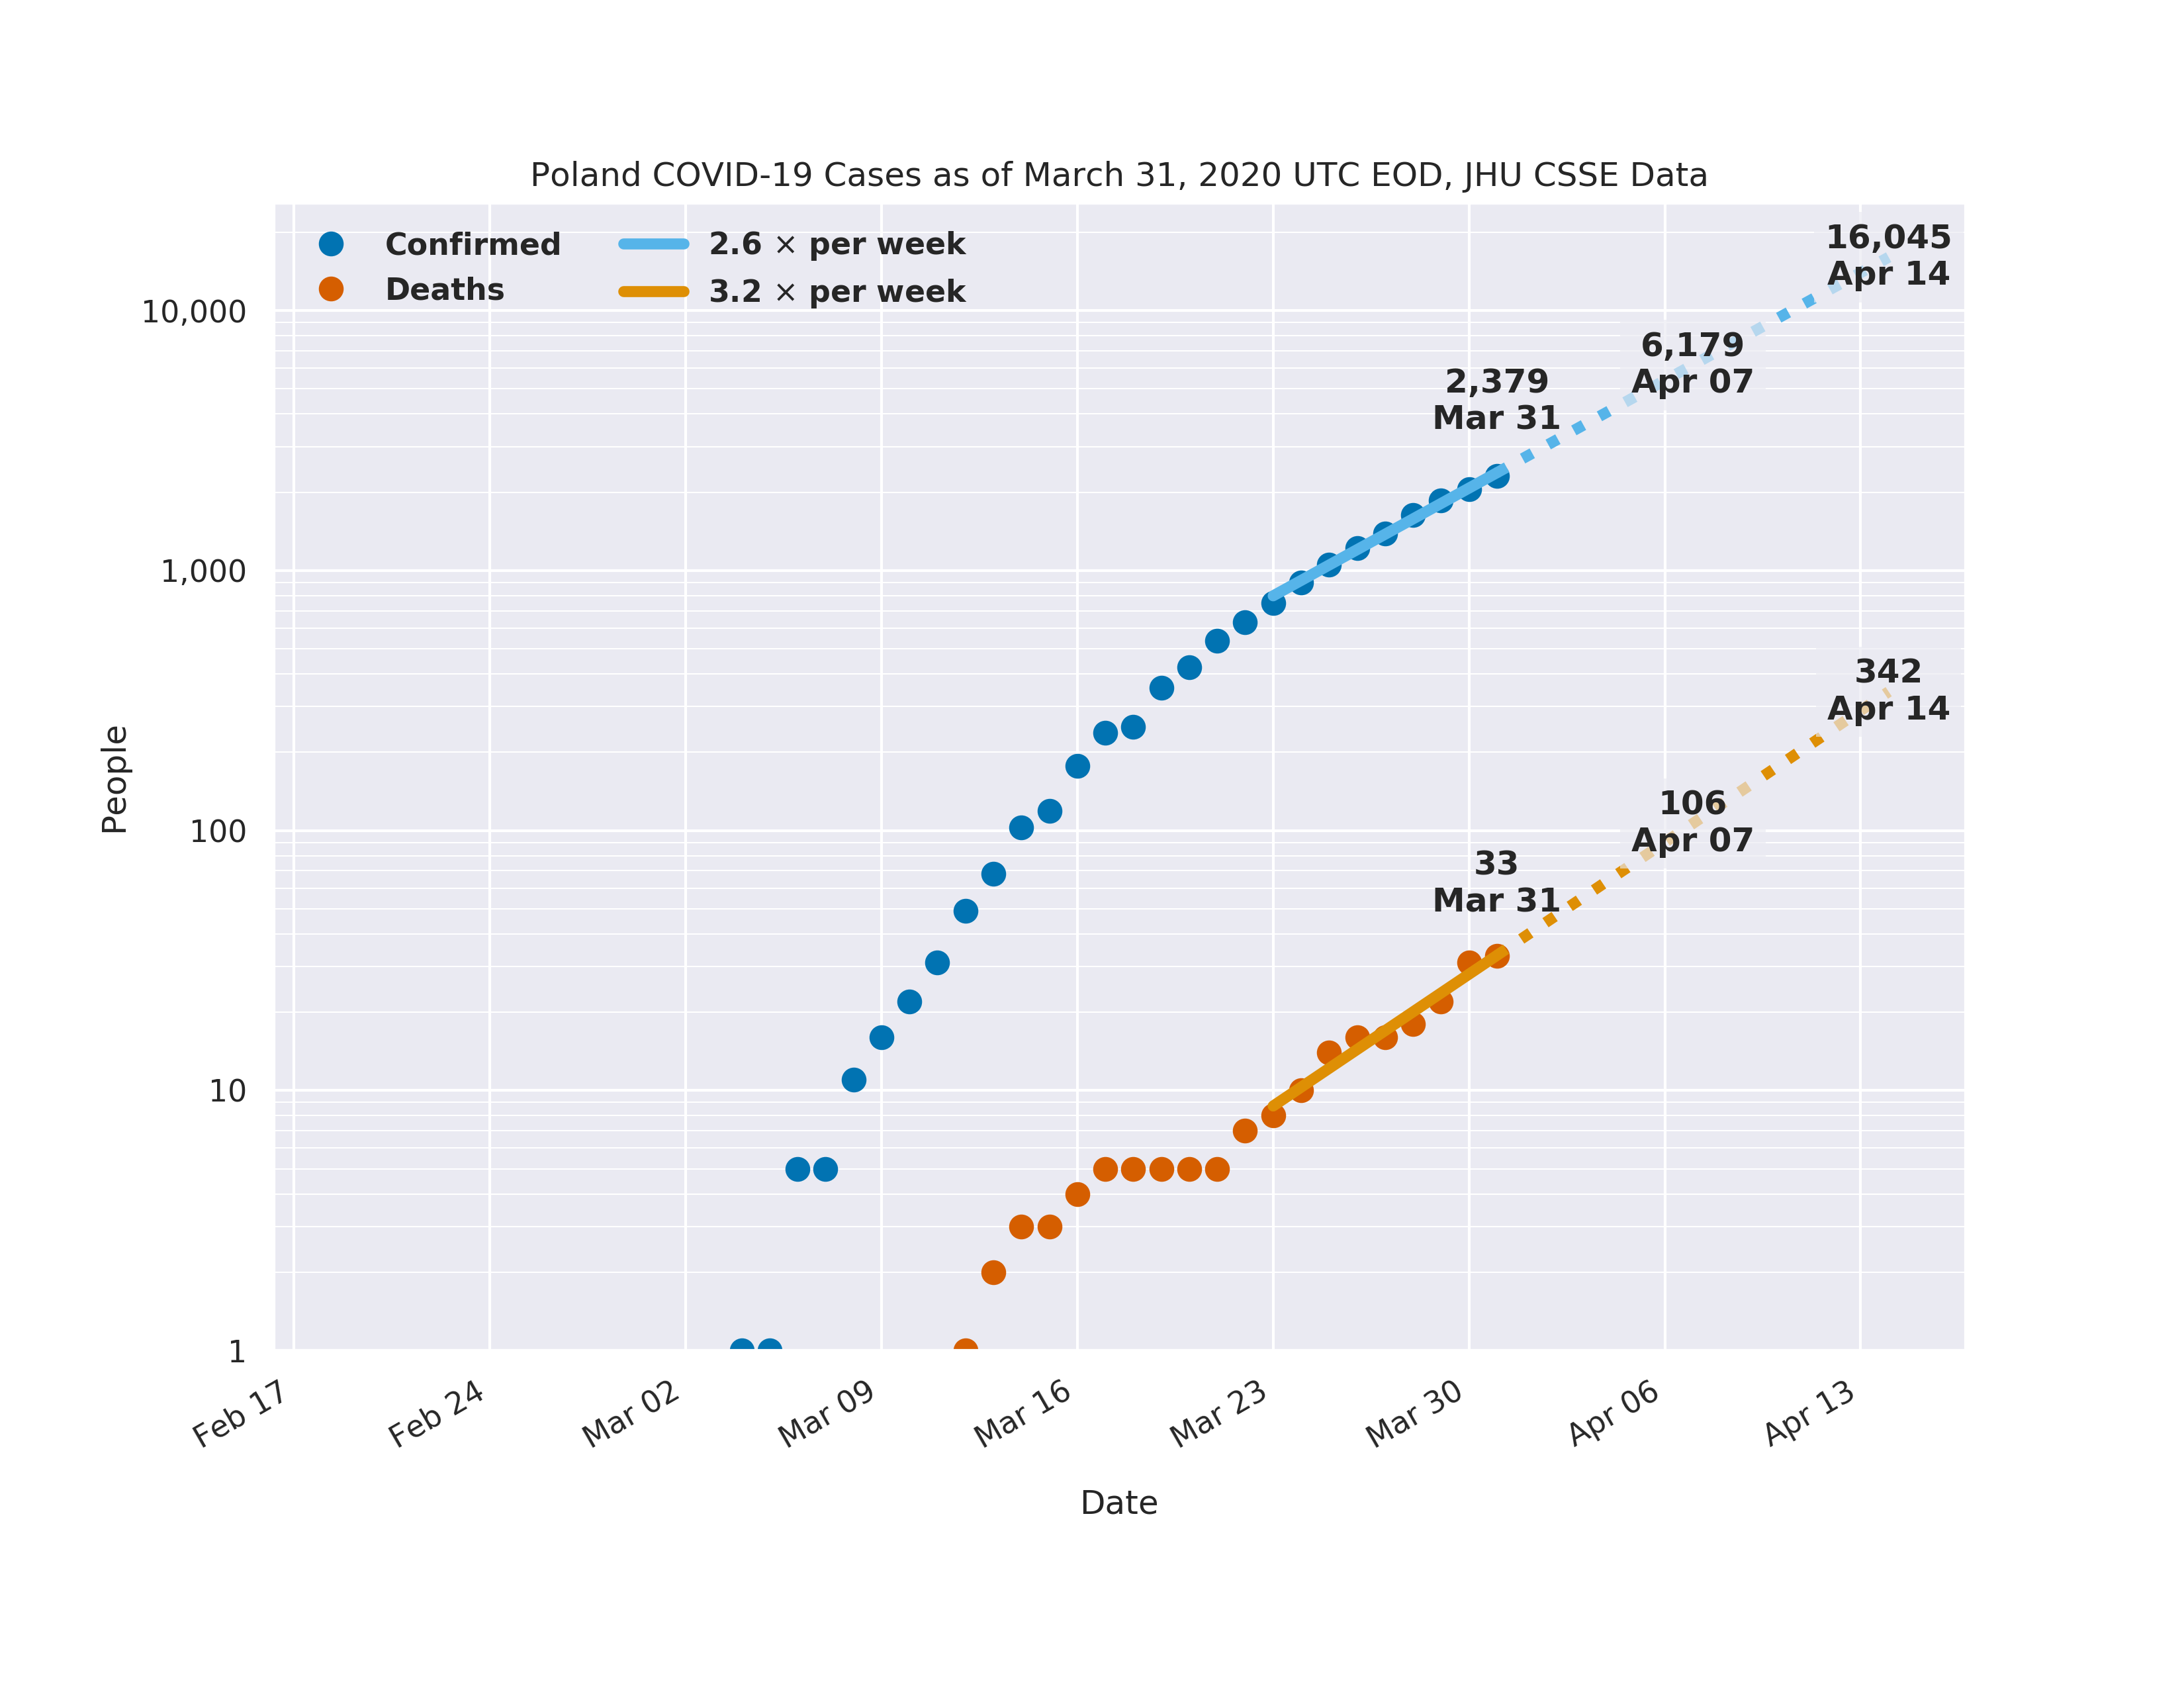 Poland COVID-19 Cases as of March 31, 2020 UTC EOD, JHU CSSE Data
Confirmed
Deaths
2.6 × per week
3.2 × per week
16,045
Apr 14
6,179
Apr 07
2,379
Mar 31
342
Apr 14
106
Apr 07
33
Mar 31
People
10,000
1,000
100
10
1
Feb 17
Feb 24
Mar 02
Mar 09
Mar 16
Mar 23
Mar 30
Apr 06
Apr 13
Date